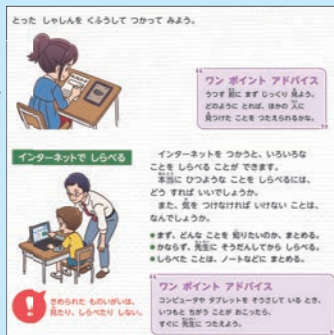 とった しゃしんを くふうして つかって みよう。
ワン ポイント アドバイス
うつす 前に まず じっくり 見よう。
どのように とれば、ほかの 人に
見つけた ことを つたえられるかな。
インターネットで しらべる
インターネットを つかうと、いろいろな
ことを しらべる ことが できます。
本当に ひつような ことを しらべるには、
どう すれば いいでしょうか。
また、気を つけなければ いけない ことは、
なんでしょうか。
●まず、どんな ことを 知りたいのか、まとめる。
●かならず、先生に そうだんしてから しらべる。
●しらべた ことは、ノートなどに まとめる。
きめられた ものいがいは、
見たり、しらべたり しない。
ワン ポイント アドバイス
コンピュータや タブレットを そうさして いる とき、
いつもと ちがう ことが おこったら、
すぐに 先生に つたえよう。